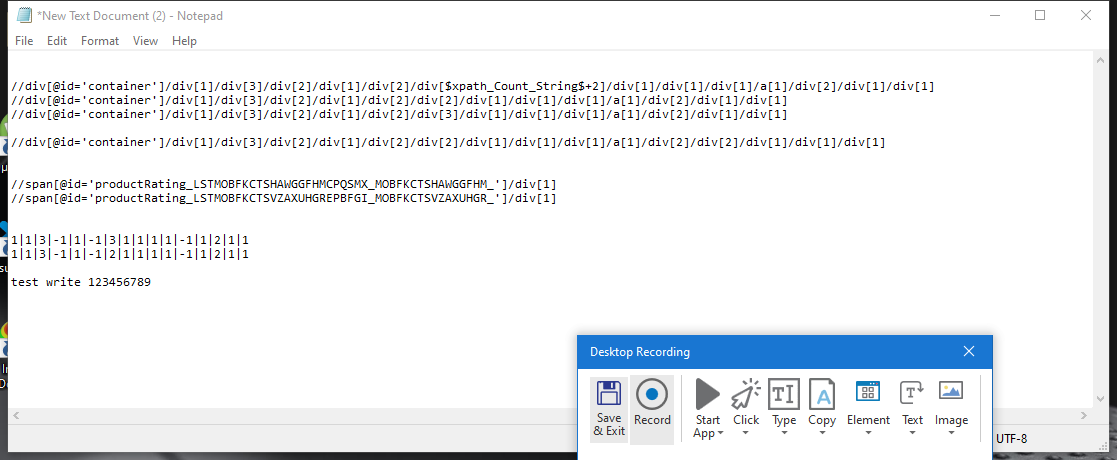 *New Text Document (2) - Notepad
File Edit Format View Help
//div[@id='container']/div[1]/div[3]/div[2]/div[1]/div[2]/div[$xpath_Count_String$+2]/div[1]/div[1]/div[1]/a[1]/div[2]/div[1]/div[1]
//div[@id='container']/div[1]/div[3]/div[2]/div[1]/div[2]/div[2]/div[1]/div[1]/div[1]/a[1]/div[2]/div[1]/div[1]
//div[@id='container']/div[1]/div[3]/div[2]/div[1]/div[2]/div[3]/div[1]/div[1]/div[1]/a[1]/div[2]/div[1]/div[1]
//div[@id='container']/div[1]/div[3]/div[2]/div[1]/div[2]/div[2]/div[1]/div[1]/div[1]/a[1]/div[2]/div[2]/div[1]/div[1]/div[1]
//span[@id='productRating_LSTMOBFKCTSHAWGGFHMCPQSMX_MOBFKCTSHAWGGFHM_']/div[1]
//span[@id='productRating_LSTMOBFKCTSVZAXUHGREPBFGI_MOBFKCTSVZAXUHGR_']/div[1]
1|1|3|-1|1|-1|3|1|1|1|1|-1|1|2|1|1
1|1|3|-1|1|-1|2|1|1|1|1|-1|1|2|1|1
test write 123456789
Desktop Recording
Save & Exit Record Start App Click Type Copy Element Text Image
UTF-8